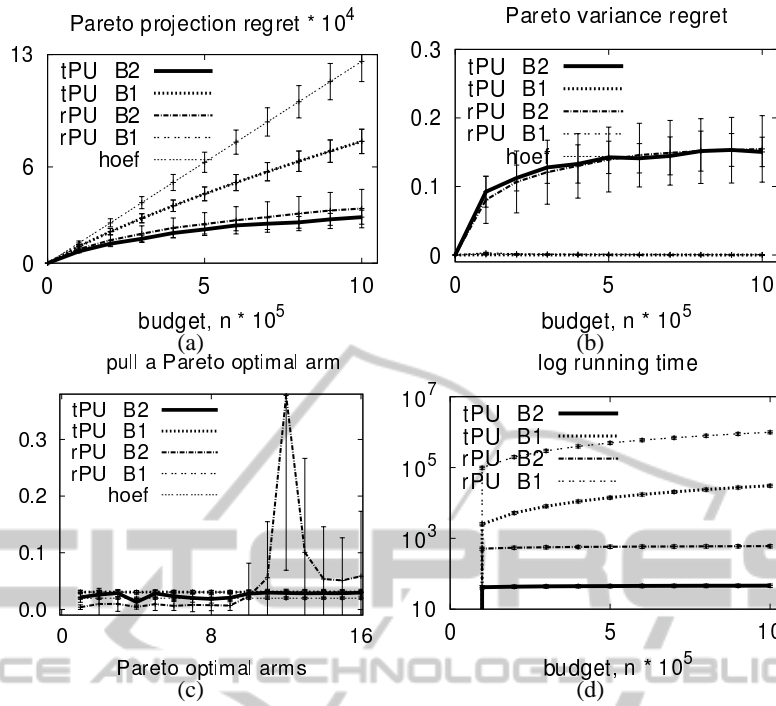 Pareto projection regret * 10^4
13
6
0
tPU B2
tPU B1
rPU B2
rPU B1
hoef
0 5 10
budget, n * 10^5
(a)
Pareto variance regret
0.3
0.2
0.1
0
tPU B2
tPU B1
rPU B2
rPU B1
hoef
0 5 10
budget, n * 10^5
(b)
pull a Pareto optimal arm
0.3
0.2
0.1
0.0
tPU B2
tPU B1
rPU B2
rPU B1
hoef
0 8 16
Pareto optimal arms
(c)
log running time
10^7
10^5
10^3
10
tPU B2
tPU B1
rPU B2
rPU B1
0 5 10
budget, n * 10^5
(d)
CE AND TECHNOLOGY PUBLIC